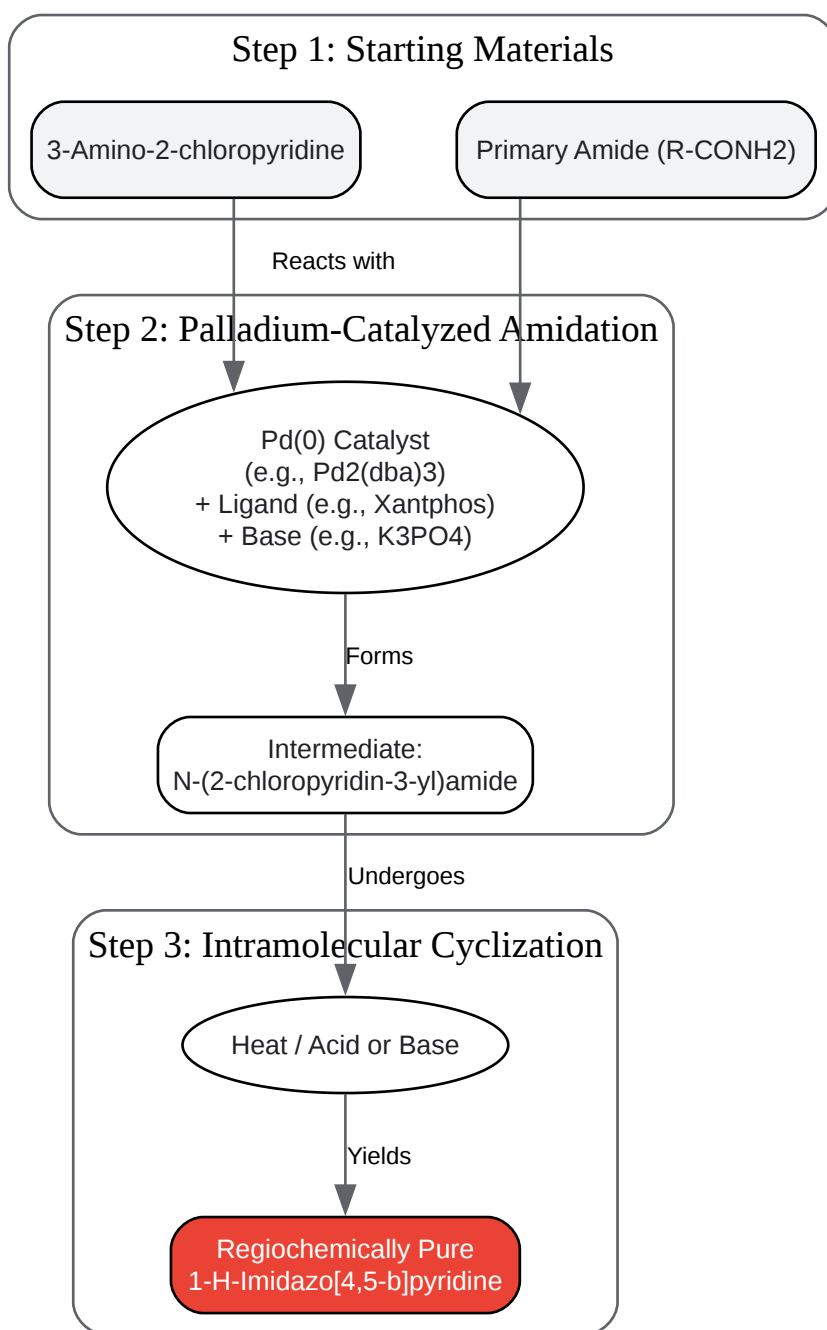 Step 1: Starting Materials
3-Amino-2-chloropyridine
Primary Amide (R-CONH2)
Reacts with
Step 2: Palladium-Catalyzed Amidation
Pd(0) Catalyst
(e.g., Pd2(dba)3)
+ Ligand (e.g., Xantphos)
+ Base (e.g., K3PO4)
Forms
Intermediate:
N-(2-chloropyridin-3-yl)amide
Undergoes
Step 3: Intramolecular Cyclization
Heat / Acid or Base
Yields
Regiochemically Pure
1-H-Imidazo[4,5-b]pyridine